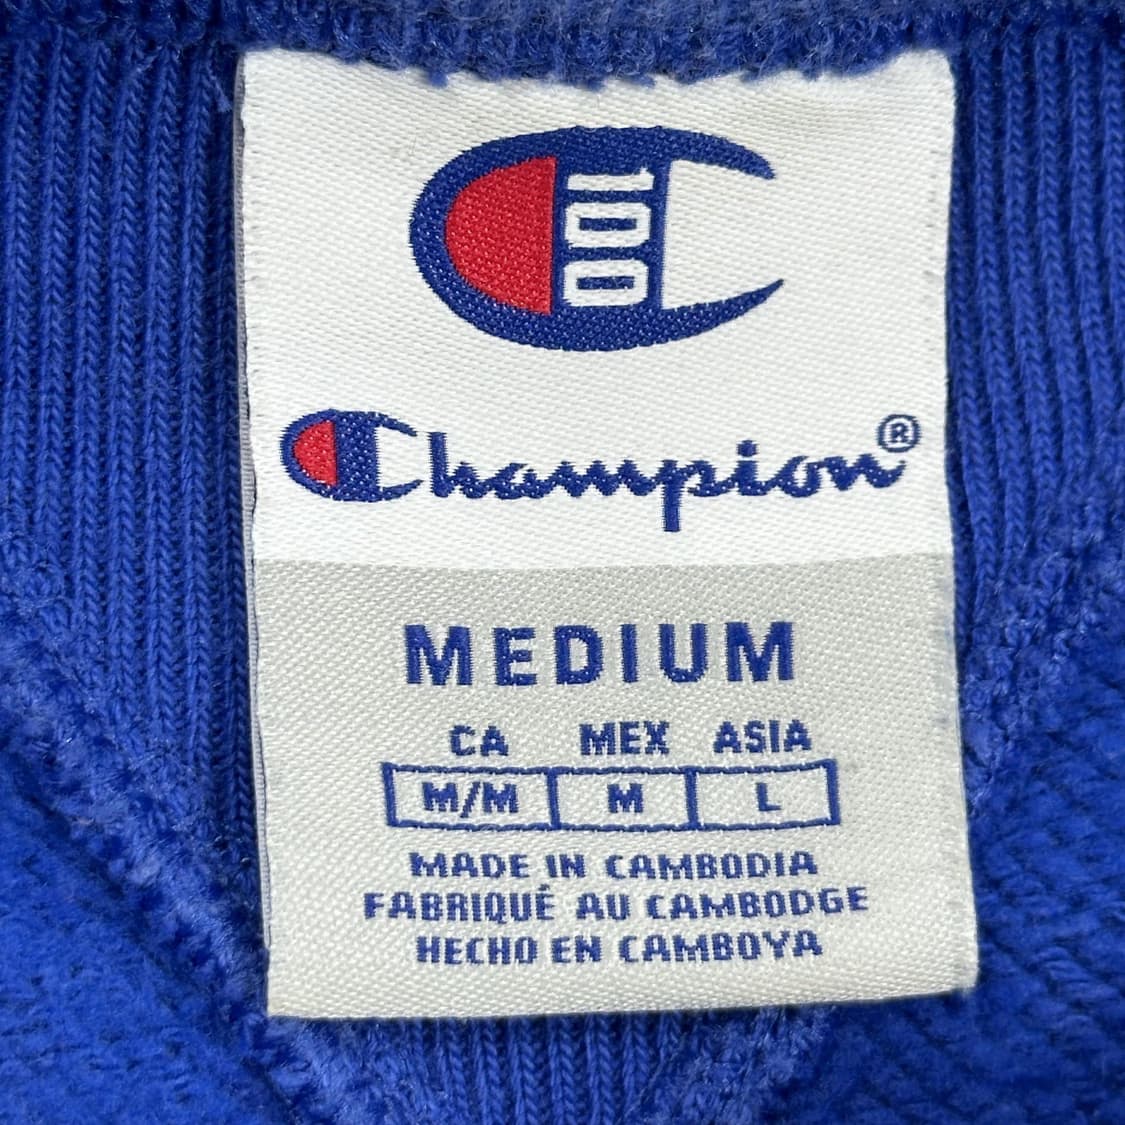 100
Champion®
MEDIUM
CA MEX ASIA
M/M M L
MADE IN CAMBODIA
FABRIQUÉ AU CAMBODGE
HECHO EN CAMBOYA